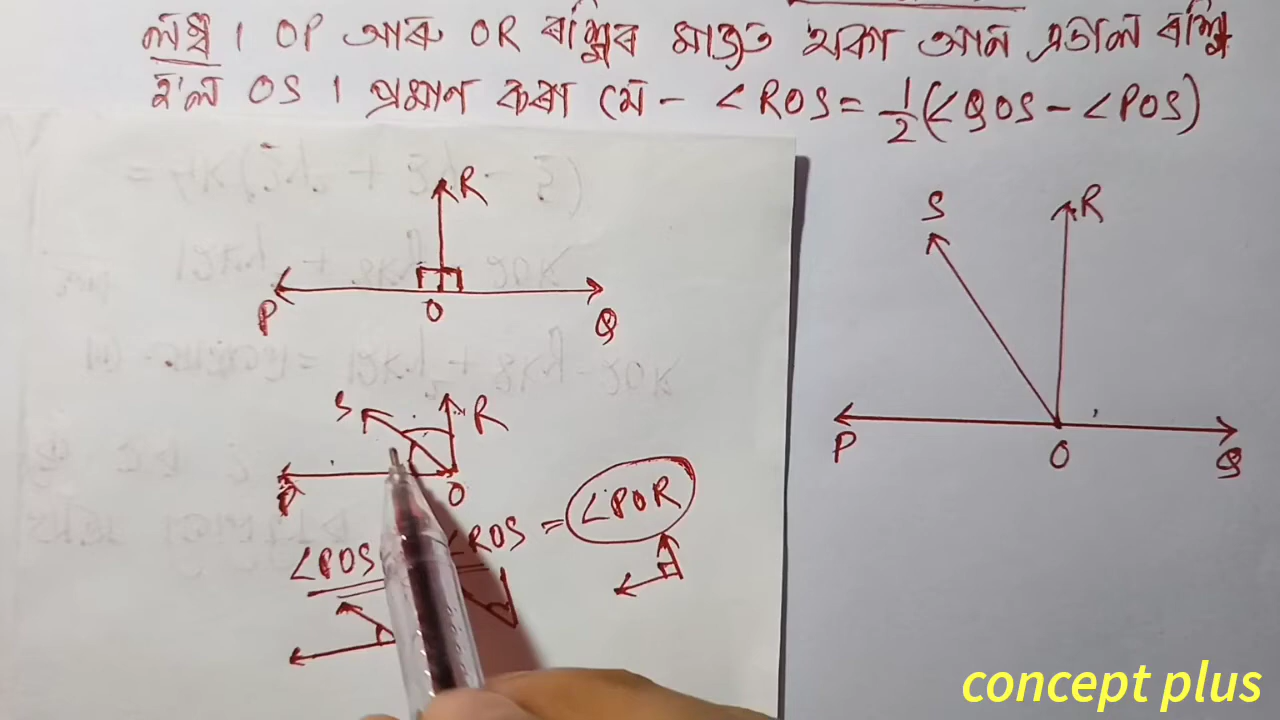 লম্ব । OP আৰু OR ৰশ্মিৰ মাজত থকা আন এডাল ৰশ্মি
হ'ল OS । প্ৰমাণ কৰা যে - ∠ROS = 1/2 (∠QOS - ∠POS)
R
P
O
Q
S
R
P
O
∠POS ∠ROS = ∠POR
S
R
P
O
Q
concept plus